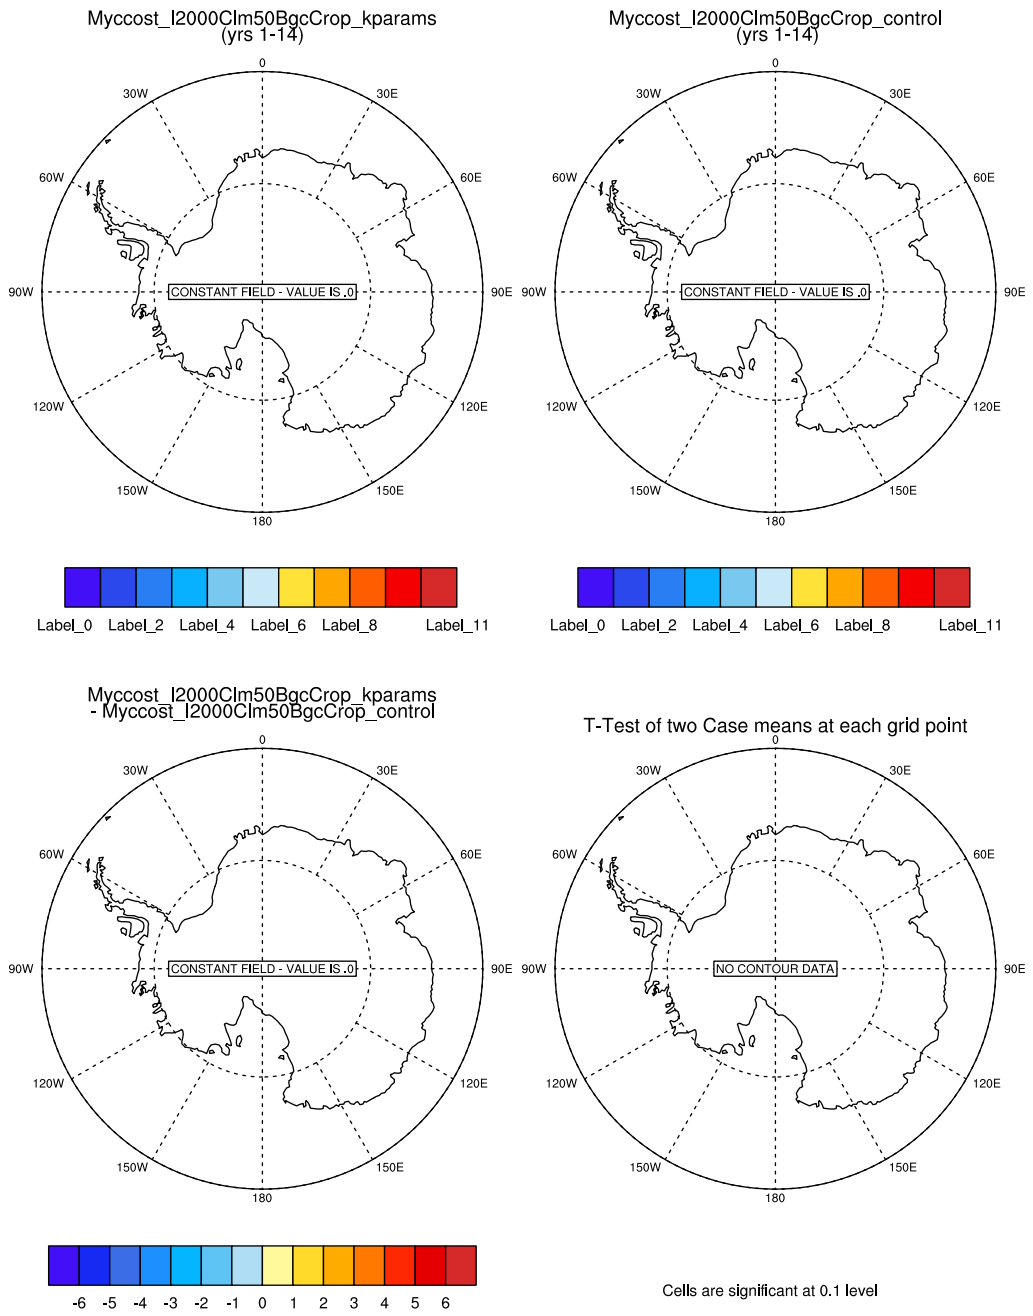 Myccost_I2000Clm50BgcCrop_kparams
(yrs 1-14)
0
30W
30E
60W
60E
90W
CONSTANT FIELD - VALUE IS .0
90E
120W
120E
150W
150E
180
Label_0 Label_2 Label_4 Label_6 Label_8 Label_11
Myccost_I2000Clm50BgcCrop_control
(yrs 1-14)
0
30W
30E
60W
60E
90W
CONSTANT FIELD - VALUE IS .0
90E
120W
120E
150W
150E
180
Label_0 Label_2 Label_4 Label_6 Label_8 Label_11
Myccost_I2000Clm50BgcCrop_kparams
- Myccost_I2000Clm50BgcCrop_control
0
30W
30E
60W
60E
90W
CONSTANT FIELD - VALUE IS .0
90E
120W
120E
150W
150E
180
-6 -5 -4 -3 -2 -1 0 1 2 3 4 5 6
T-Test of two Case means at each grid point
0
30W
30E
60W
60E
90W
NO CONTOUR DATA
90E
120W
120E
150W
150E
180
Cells are significant at 0.1 level